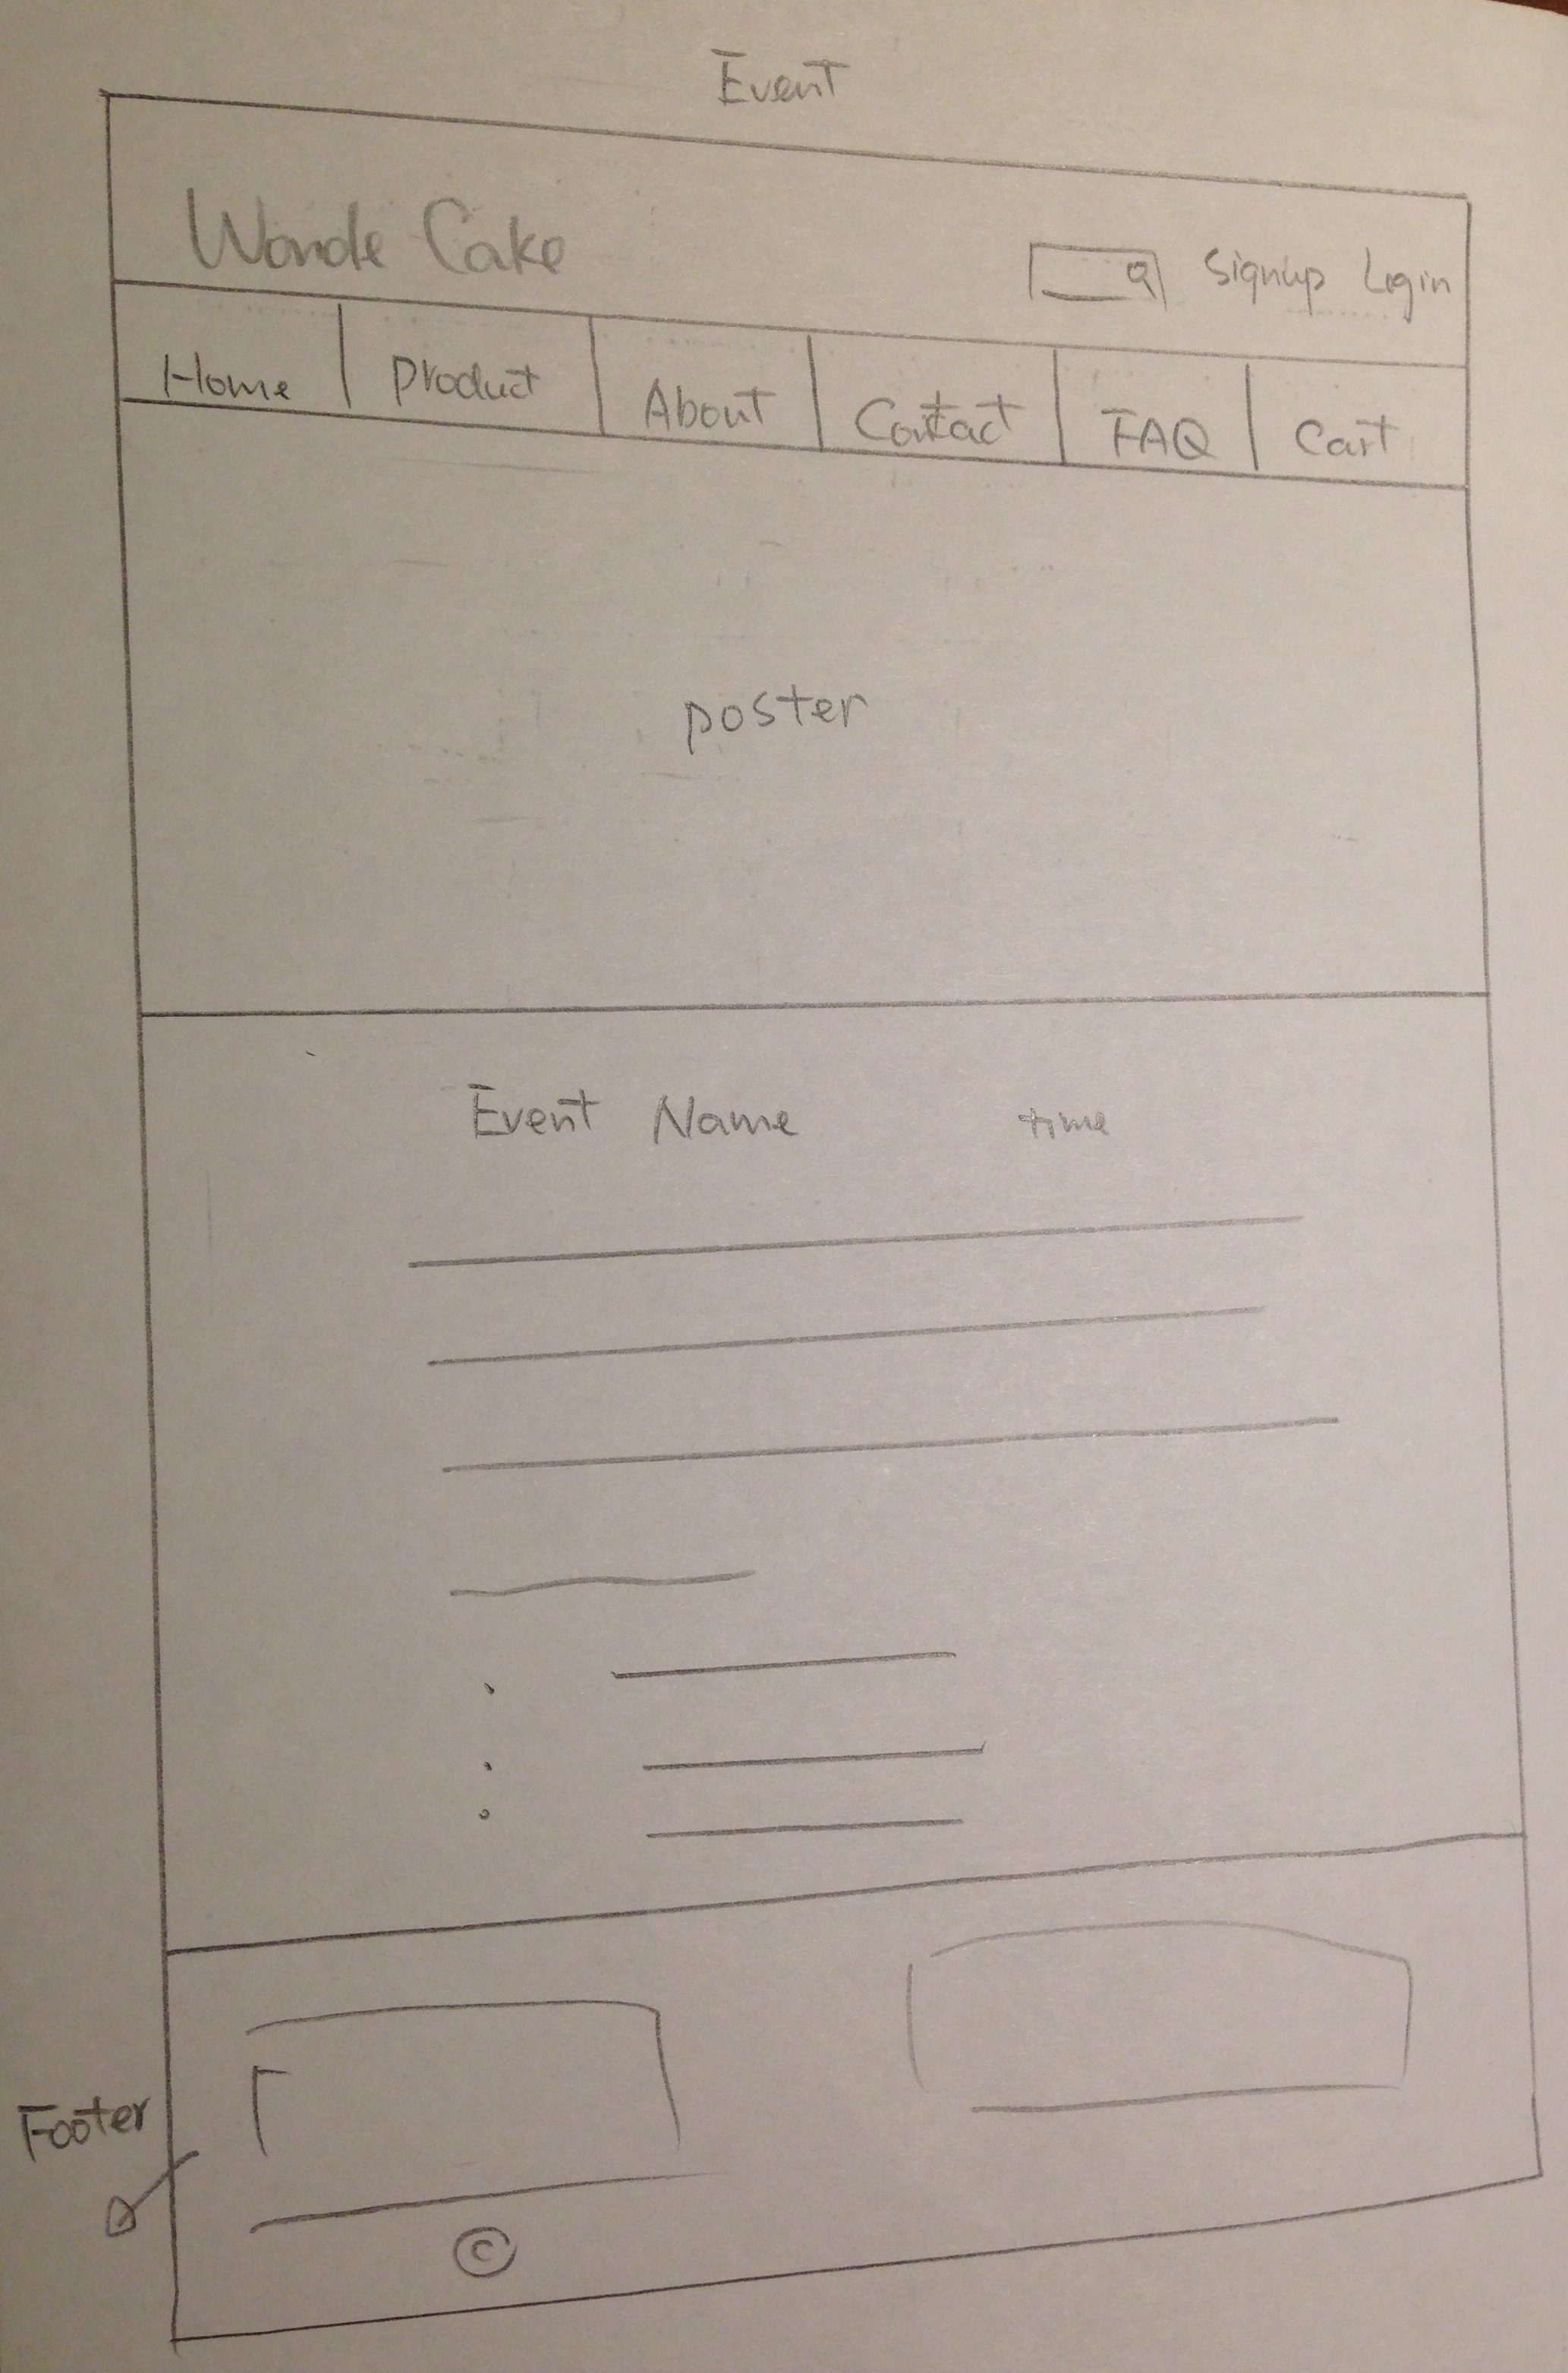 Event
Wonde Cake
Signup Login
Home Product About Contact FAQ Cart
poster
Event Name time
Footer
©